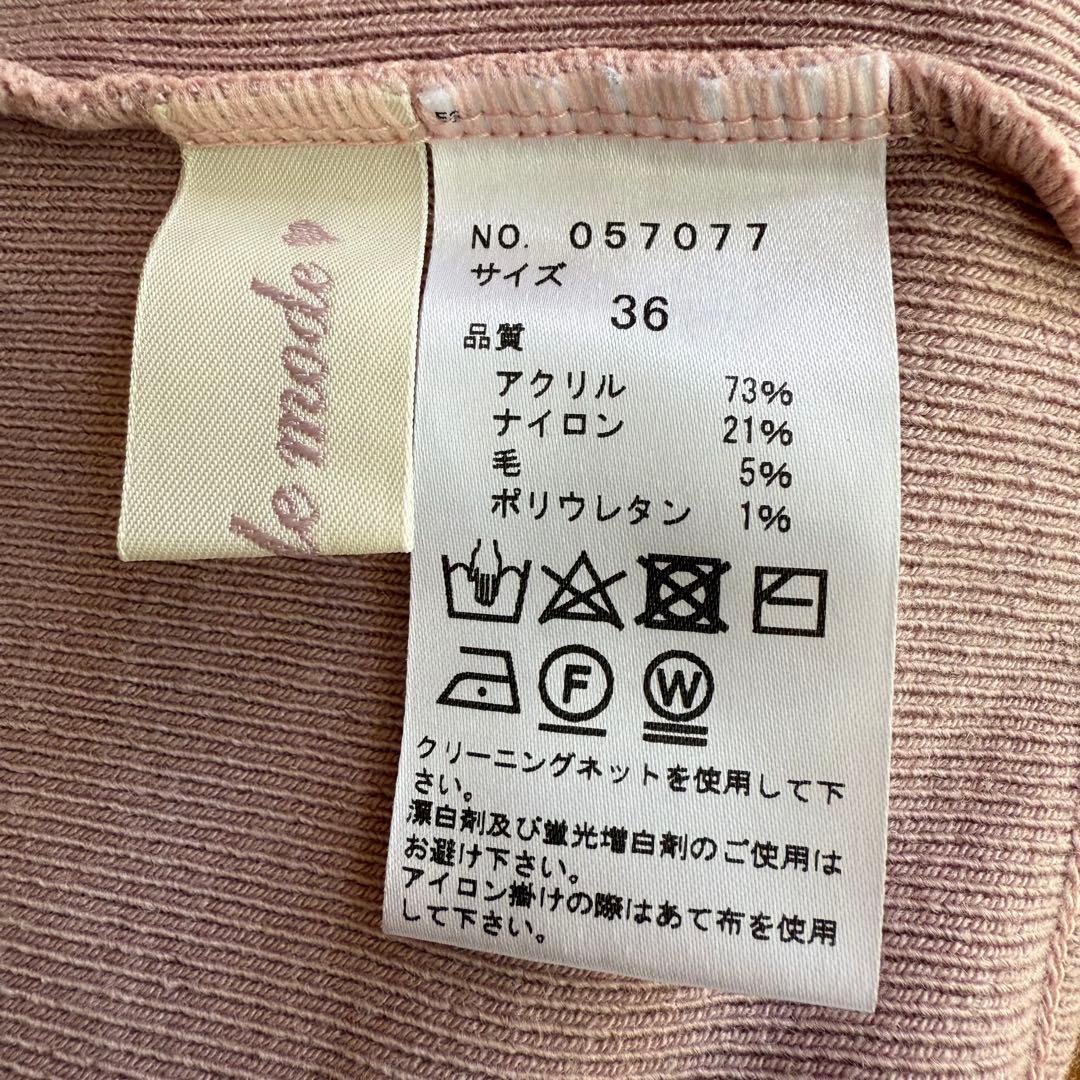 de mode
NO. 057077
サイズ
36
品質
アクリル 73%
ナイロン 21%
毛 5%
ポリウレタン 1%
F
W
クリーニングネットを使用して下
さい。
漂白剤及び蛍光増白剤のご使用は
お避け下さい。
アイロン掛けの際はあて布を使用
して下さい。